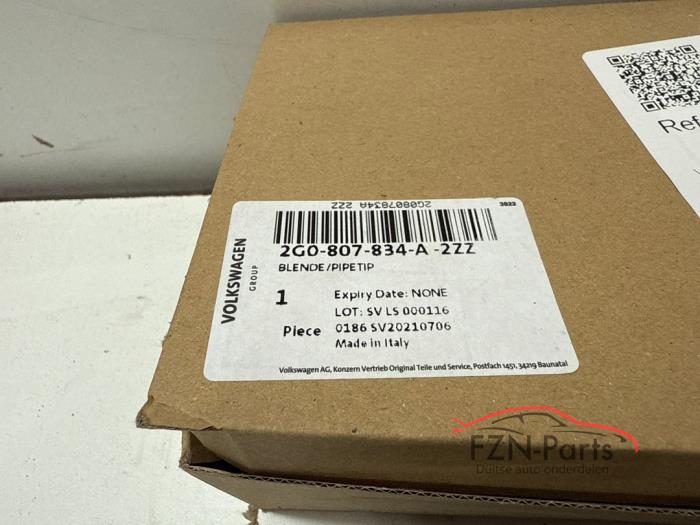 Ref
2G0807834A 2ZZ
3822
2G0-807-834-A -2ZZ
BLENDE/PIPETIP
VOLKSWAGEN
GROUP
1
Expiry Date: NONE
LOT: SV LS 000116
Piece 0186 SV20210706
Made in Italy
Volkswagen AG, Konzern Vertrieb Original Teile und Service, Postfach 1451, 34219 Baunatal
FZN-Parts
Duitse auto onderdelen